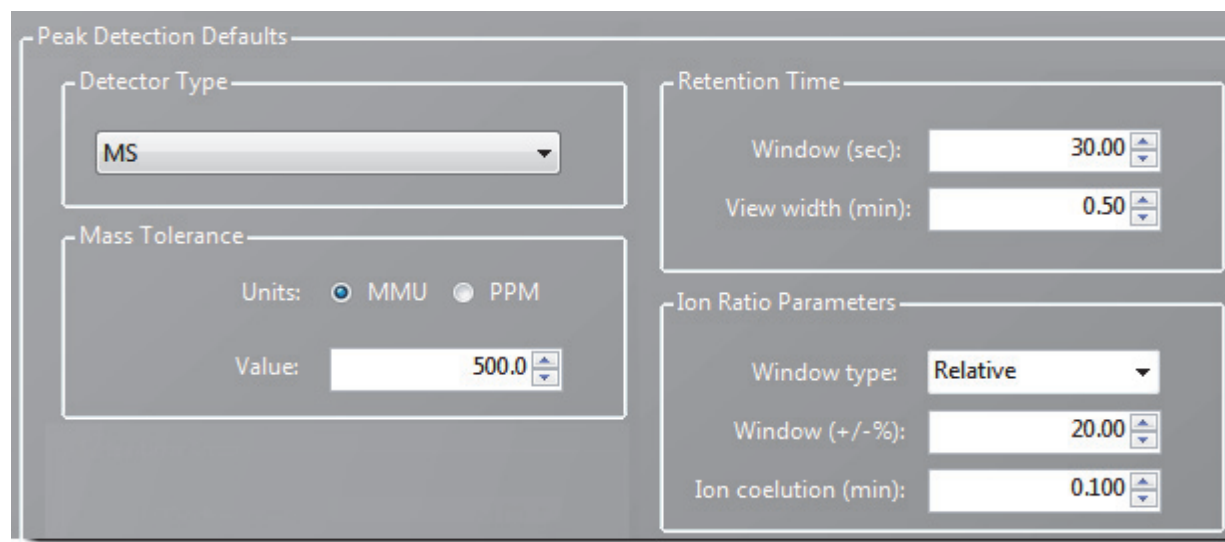 Peak Detection Defaults
Detector Type
MS
Mass Tolerance
Units: MMU PPM
Value: 500.0
Retention Time
Window (sec): 30.00
View width (min): 0.50
Ion Ratio Parameters
Window type: Relative
Window (+/-%): 20.00
Ion coelution (min): 0.100